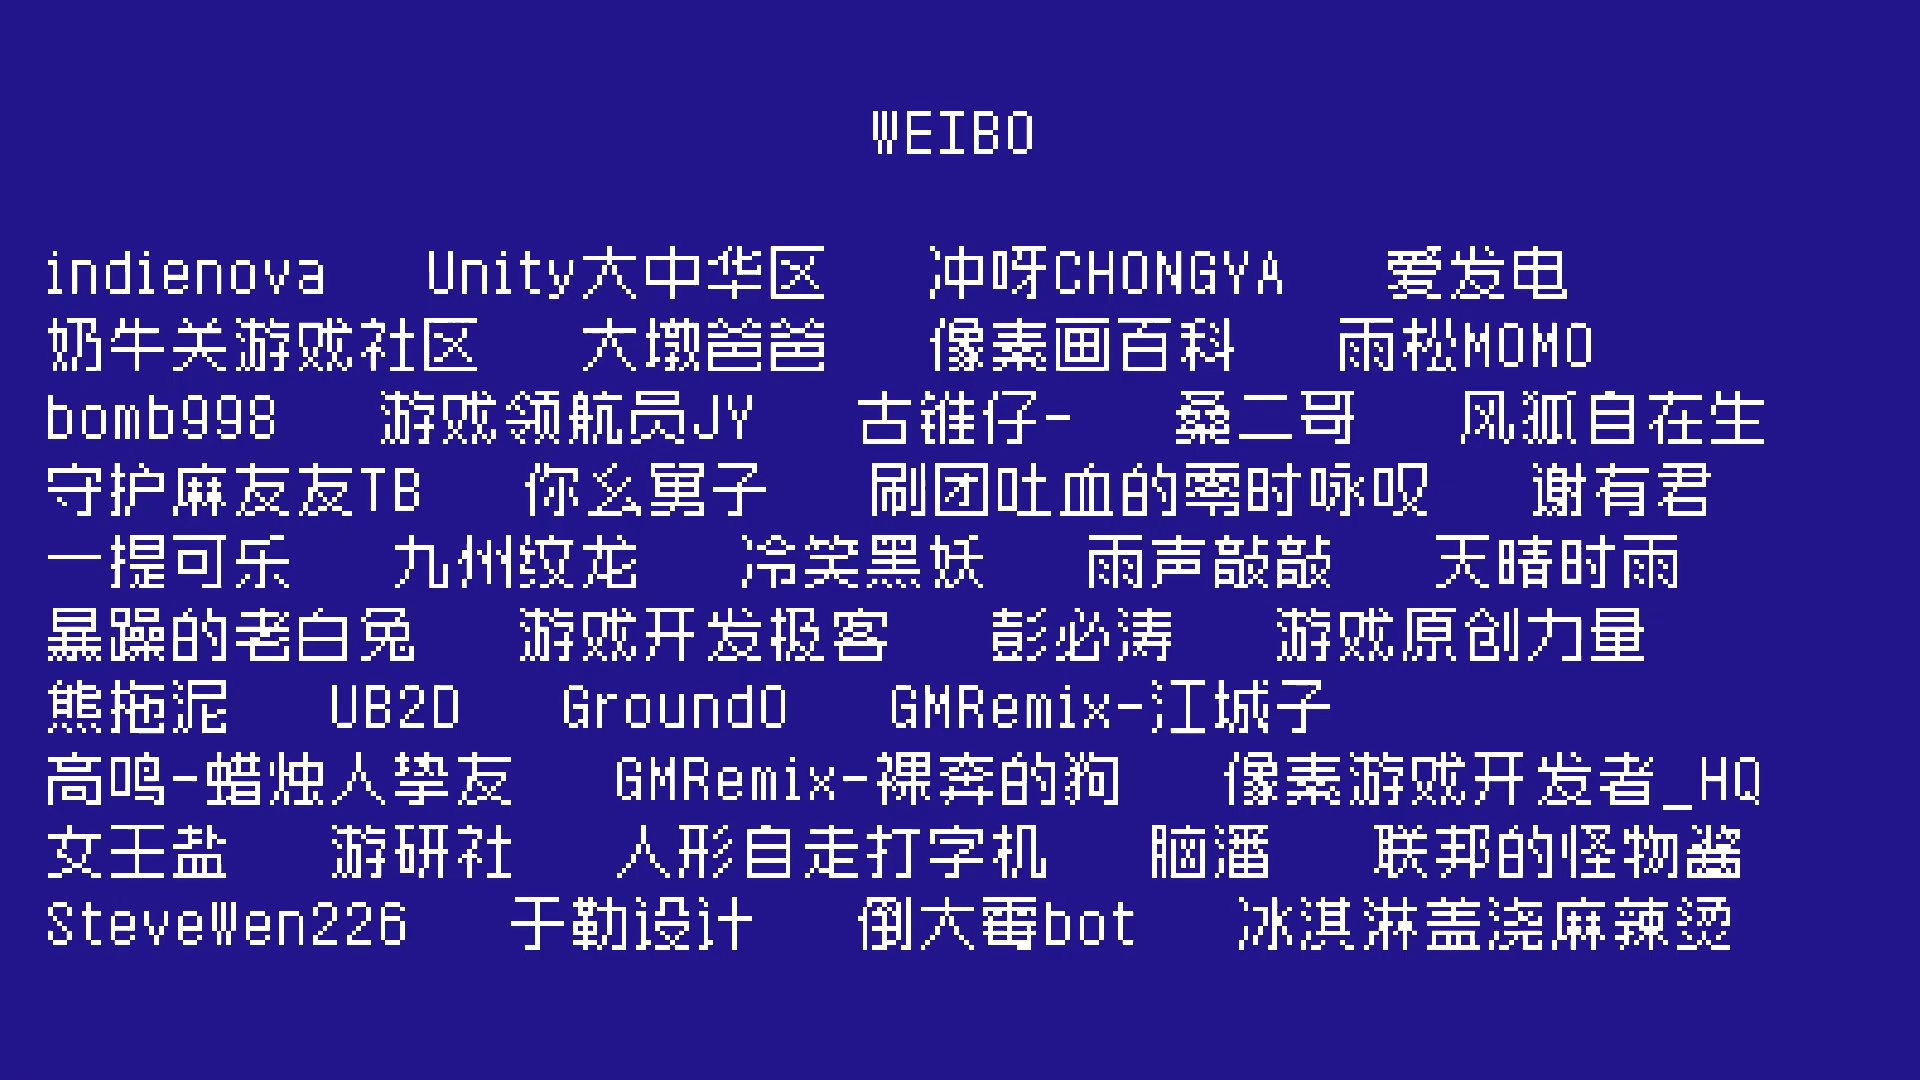 WEIBO
indienova Unity大中华区 冲呀CHONGYA 爱发电
奶牛关游戏社区 大墩爸爸 像素画百科 雨松MOMO
bomb998 游戏领航员JY 古锥仔- 桑二哥 风狐自在生
守护麻友友TB 你幺舅子 刷团吐血的零时咏叹 谢有君
一提可乐 九州纹龙 冷笑黑妖 雨声敲敲 天晴时雨
暴躁的老白兔 游戏开发极客 彭必涛 游戏原创力量
熊拖泥 UB2D Ground0 GMRemix-江城子
高鸣-蜡烛人挚友 GMRemix-裸奔的狗 像素游戏开发者_HQ
女王盐 游研社 人形自走打字机 脑潘 联邦的怪物酱
SteveWen226 于勒设计 倒大霉bot 冰淇淋盖浇麻辣烫